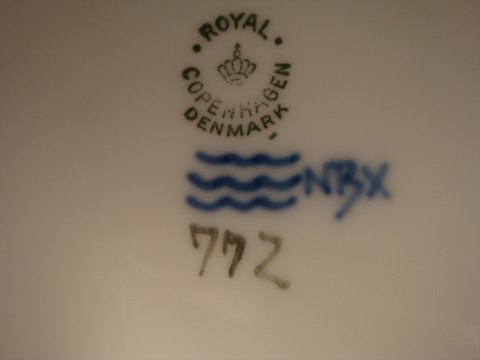 ROYAL
COPENHAGEN
DENMARK
NBX
772